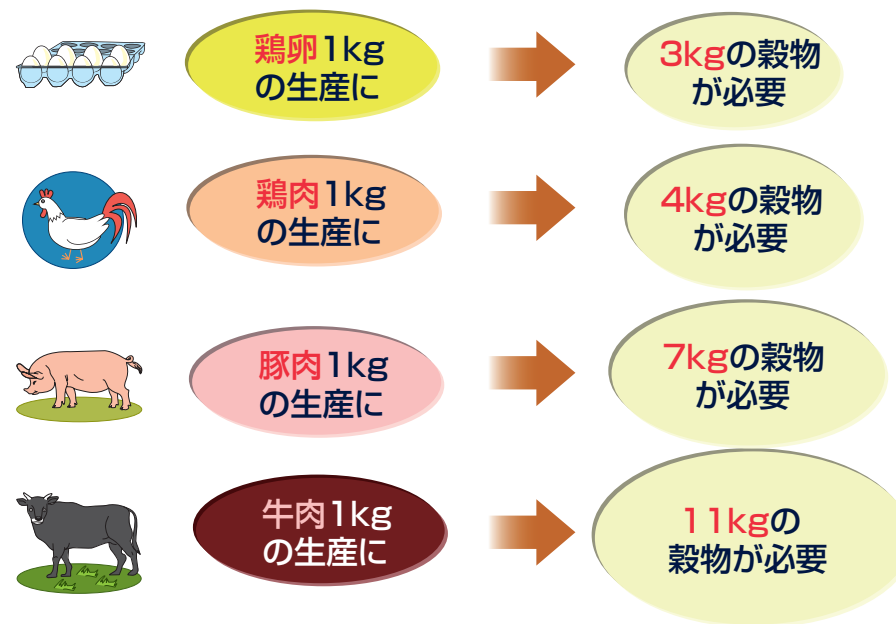 鶏卵1kg
の生産に
3kgの穀物
が必要
鶏肉1kg
の生産に
4kgの穀物
が必要
豚肉1kg
の生産に
7kgの穀物
が必要
牛肉1kg
の生産に
11kgの
穀物が必要